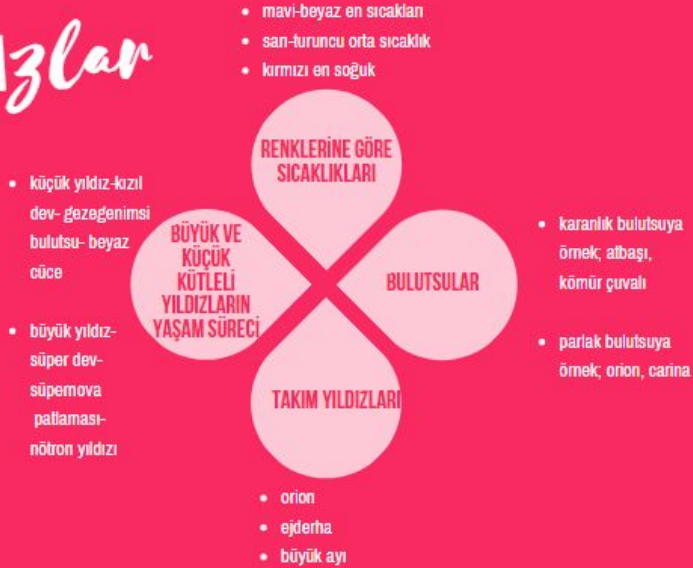 ızlar
• mavi-beyaz en sıcakları
• sarı-turuncu orta sıcaklık
• kırmızı en soğuk
RENKLERİNE GÖRE
SICAKLIKLARI
• küçük yıldız-kızıl
dev- gezegenimsi
bulutsu- beyaz
cüce
• büyük yıldız-
süper dev-
süpernova
patlaması-
nötron yıldızı
BÜYÜK VE
KÜÇÜK
KÜTLELİ
YILDIZLARIN
YAŞAM SÜRECİ
BULUTSULAR
• karanlık bulutsuya
örnek; atbaşı,
kömür çuvalı
• parlak bulutsuya
örnek; orion, carina
TAKIM YILDIZLARI
• orion
• ejderha
• büyük ayı